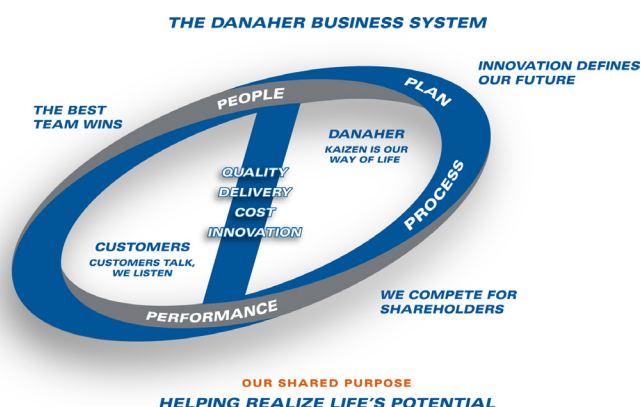 THE DANAHER BUSINESS SYSTEM
INNOVATION DEFINES
OUR FUTURE
PLAN
PEOPLE
THE BEST
TEAM WINS
DANAHER
KAIZEN IS OUR
WAY OF LIFE
QUALITY
DELIVERY
COST
INNOVATION
PROCESS
CUSTOMERS
CUSTOMERS TALK,
WE LISTEN
WE COMPETE FOR
SHAREHOLDERS
PERFORMANCE
OUR SHARED PURPOSE
HELPING REALIZE LIFE'S POTENTIAL